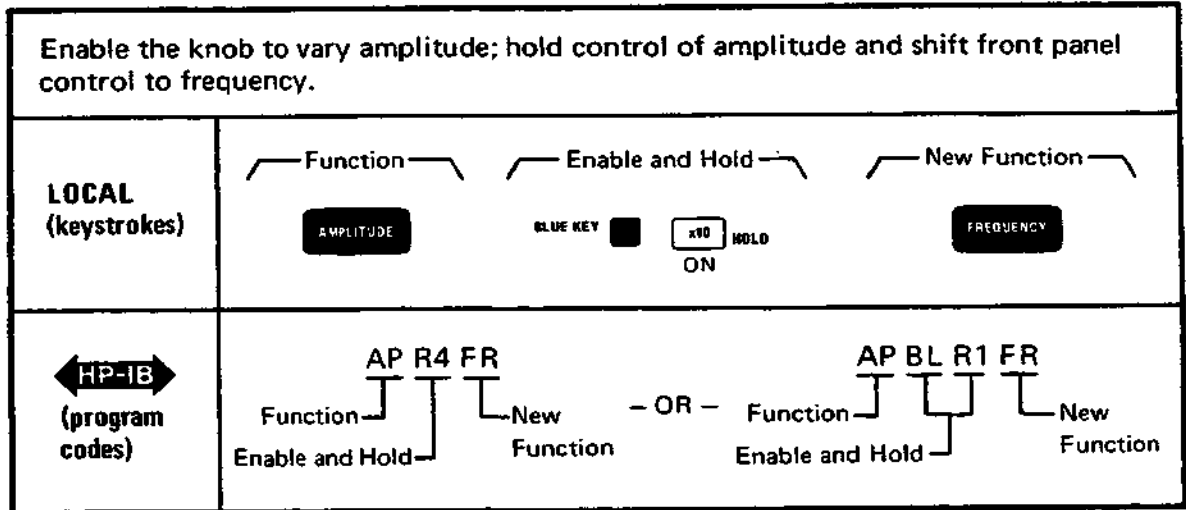 Enable the knob to vary amplitude; hold control of amplitude and shift front panel
control to frequency.
LOCAL
(keystrokes)
Function
Enable and Hold
New Function
AMPLITUDE
BLUE KEY
x10
HOLD
ON
FREQUENCY
HP-IB
(program
codes)
AP R4 FR
Function
New
Function
Enable and Hold
– OR –
AP BL R1 FR
Function
New
Function
Enable and Hold